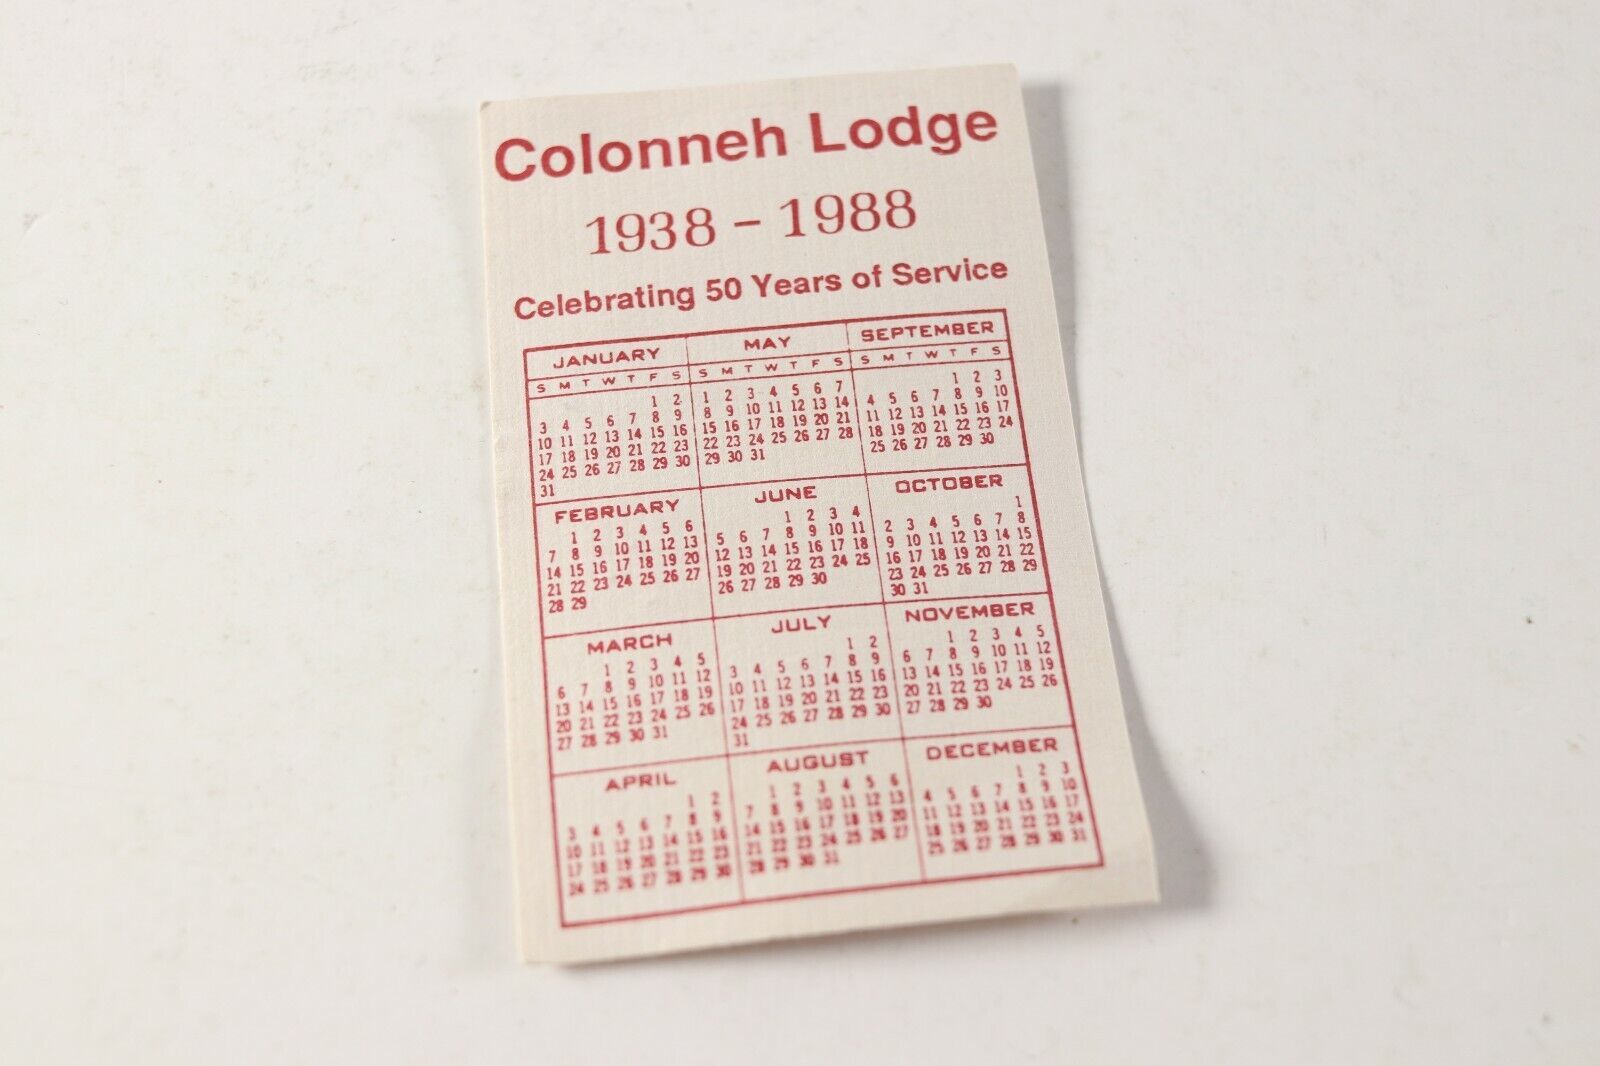 Colonneh Lodge
1938 - 1988
Celebrating 50 Years of Service
JANUARY
S M T W T F S
1 2
3 4 5 6 7 8 9
10 11 12 13 14 15 16
17 18 19 20 21 22 23
24 25 26 27 28 29 30
31
FEBRUARY
1 2 3 4 5 6
7 8 9 10 11 12 13
14 15 16 17 18 19 20
21 22 23 24 25 26 27
28 29
MARCH
1 2 3 4 5
6 7 8 9 10 11 12
13 14 15 16 17 18 19
20 21 22 23 24 25 26
27 28 29 30 31
APRIL
1 2
3 4 5 6 7 8 9
10 11 12 13 14 15 16
17 18 19 20 21 22 23
24 25 26 27 28 29 30
MAY
S M T W T F S
1 2 3 4 5 6 7
8 9 10 11 12 13 14
15 16 17 18 19 20 21
22 23 24 25 26 27 28
29 30 31
JUNE
1 2 3 4
5 6 7 8 9 10 11
12 13 14 15 16 17 18
19 20 21 22 23 24 25
26 27 28 29 30
JULY
1 2
3 4 5 6 7 8 9
10 11 12 13 14 15 16
17 18 19 20 21 22 23
24 25 26 27 28 29 30
31
AUGUST
1 2 3 4 5 6
7 8 9 10 11 12 13
14 15 16 17 18 19 20
21 22 23 24 25 26 27
28 29 30 31
SEPTEMBER
S M T W T F S
1 2 3
4 5 6 7 8 9 10
11 12 13 14 15 16 17
18 19 20 21 22 23 24
25 26 27 28 29 30
OCTOBER
1
2 3 4 5 6 7 8
9 10 11 12 13 14 15
16 17 18 19 20 21 22
23 24 25 26 27 28 29
30 31
NOVEMBER
1 2 3 4 5
6 7 8 9 10 11 12
13 14 15 16 17 18 19
20 21 22 23 24 25 26
27 28 29 30
DECEMBER
1 2 3
4 5 6 7 8 9 10
11 12 13 14 15 16 17
18 19 20 21 22 23 24
25 26 27 28 29 30 31